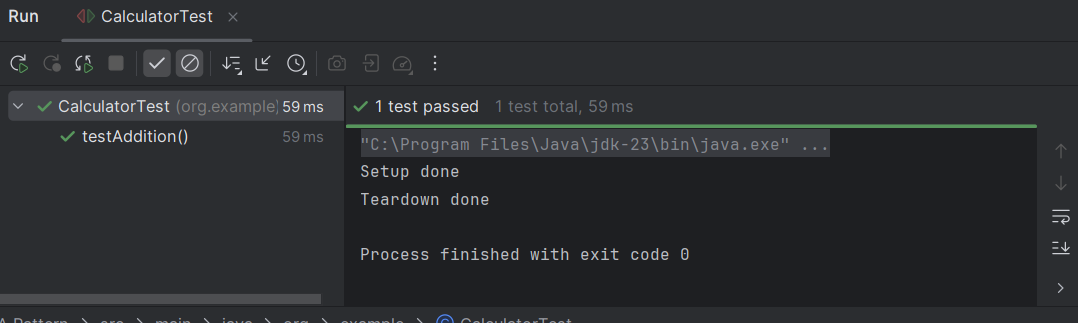 Run CalculatorTest
CalculatorTest (org.example) 59 ms
testAddition() 59 ms
1 test passed 1 test total, 59 ms
"C:\Program Files\Java\jdk-23\bin\java.exe" ...
Setup done
Teardown done
Process finished with exit code 0
A Pattern > src > main > java > org > example > CalculatorTest